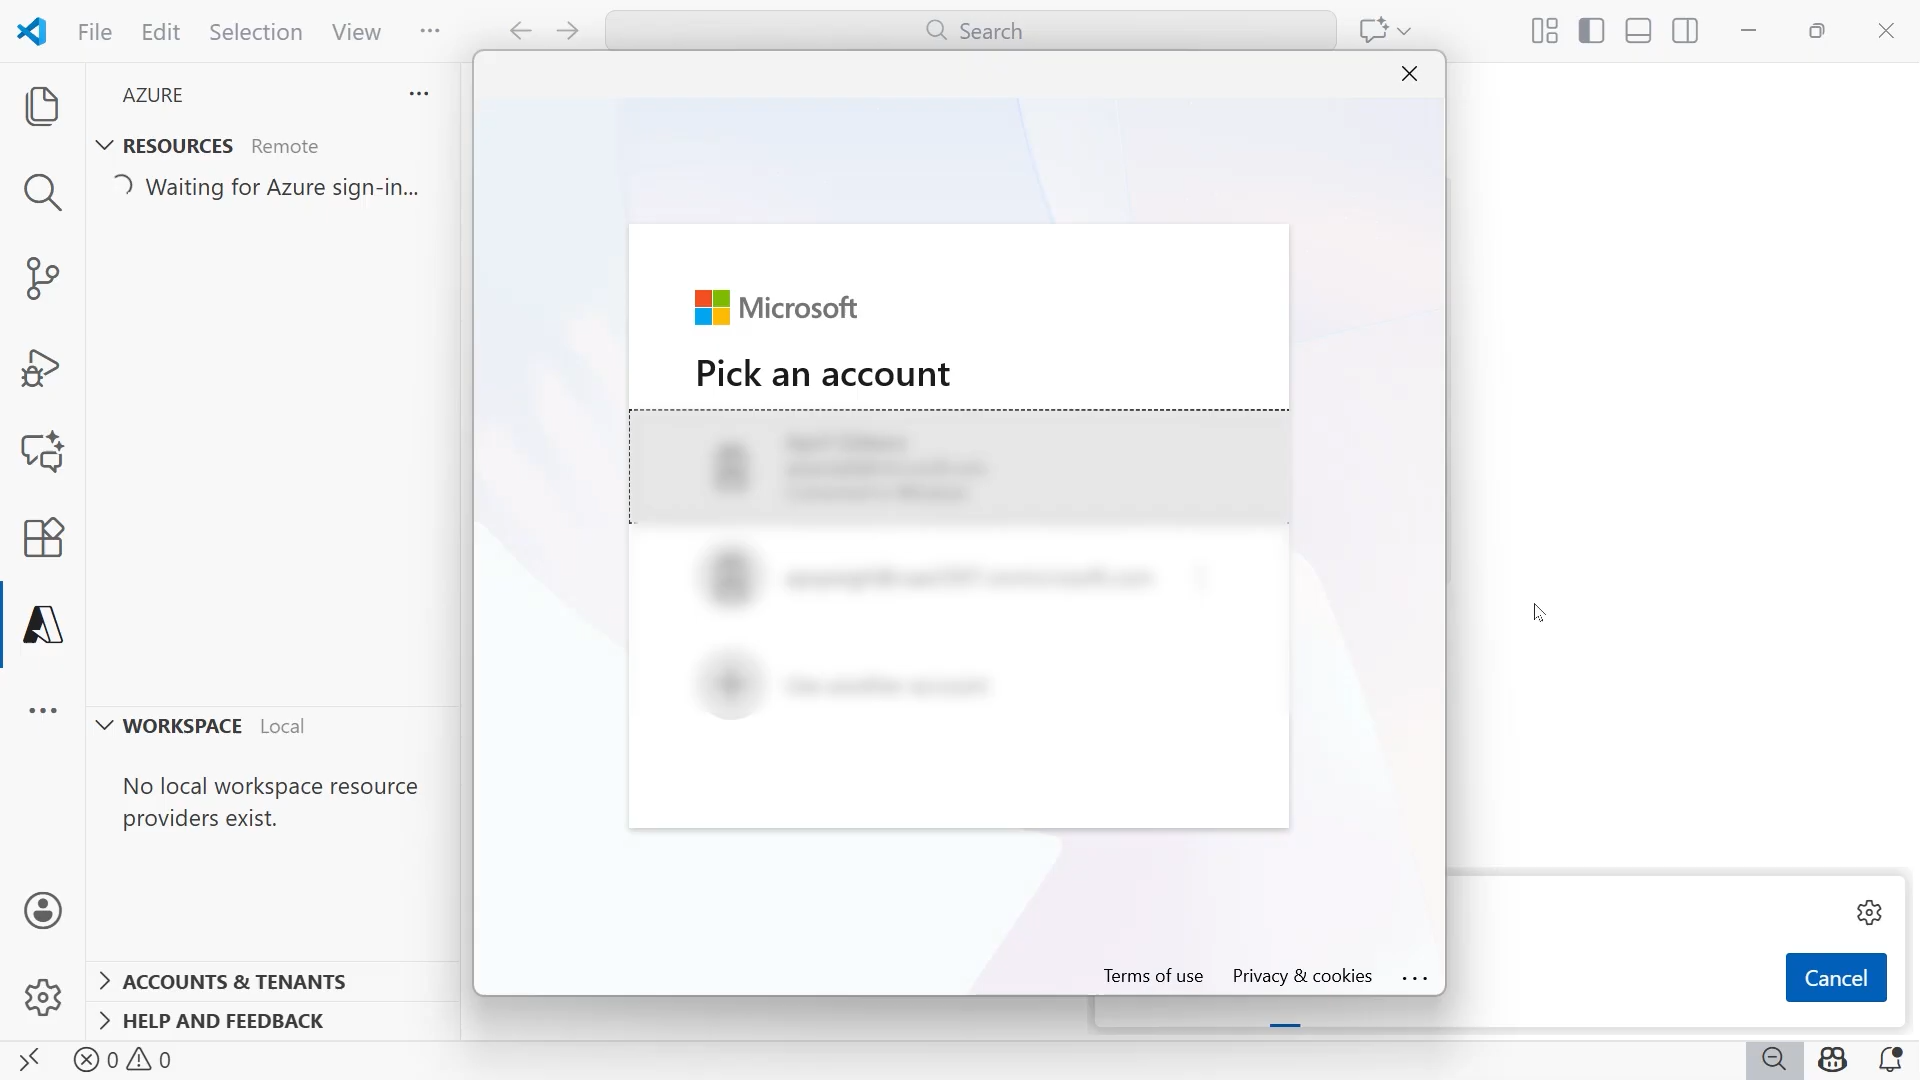 File Edit Selection View
Search
AZURE
RESOURCES Remote
Waiting for Azure sign-in...
Microsoft
Pick an account
WORKSPACE Local
No local workspace resource
providers exist.
ACCOUNTS & TENANTS
HELP AND FEEDBACK
Terms of use Privacy & cookies
Cancel
0 0